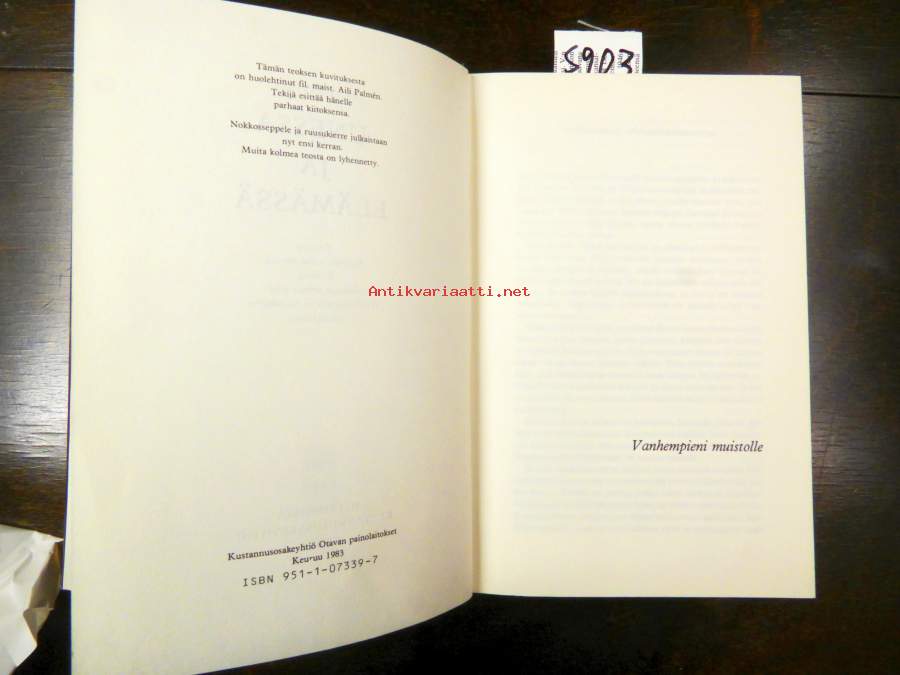 Tämän teoksen kuvituksesta
on huolehtinut fil. maist. Aili Palmén.
Tekijä esittää hänelle
parhaat kiitoksensa.
Nokkosseppele ja ruusukierre julkaistaan
nyt ensi kerran.
Muita kolmea teosta on lyhennetty.
JA
ELÄMÄSSÄ
Kustannusosakeyhtiö Otavan painolaitokset
Keuruu 1983
ISBN 951-1-07339-7
5903
Antikvariaatti.net
Vanhempieni muistolle